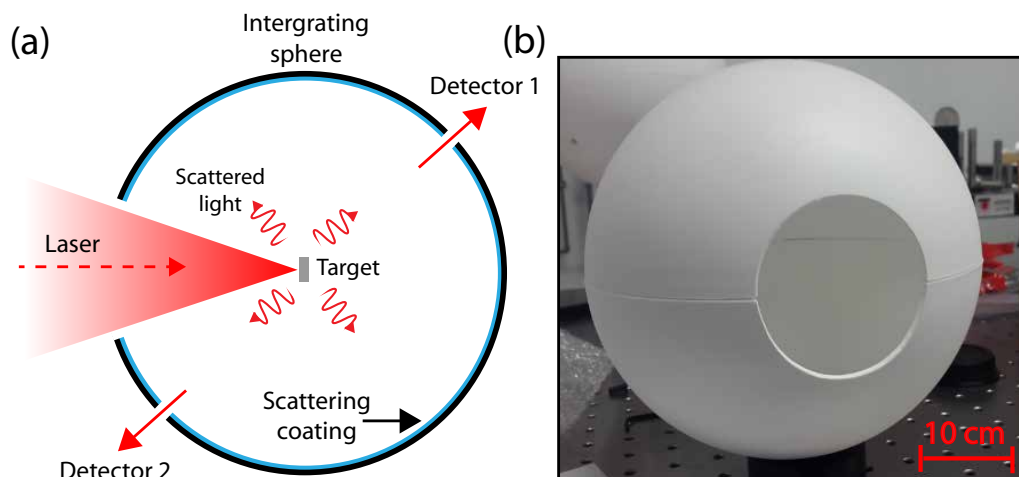 (a)
Intergrating
sphere
Detector 1
Scattered
light
Laser
Target
Scattering
coating
Detector 2
(b)
10 cm